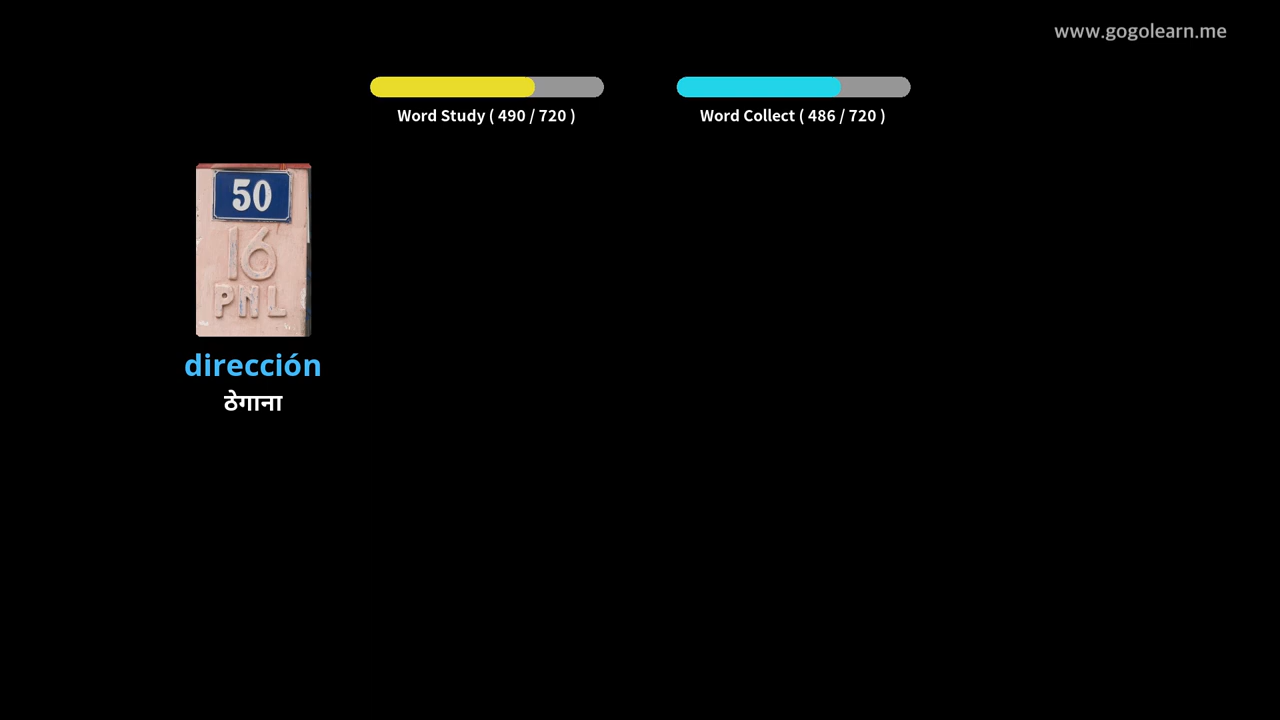 www.gogolearn.me
Word Study ( 490 / 720 )
Word Collect ( 486 / 720 )
50
16
PNL
dirección
ठेगाना